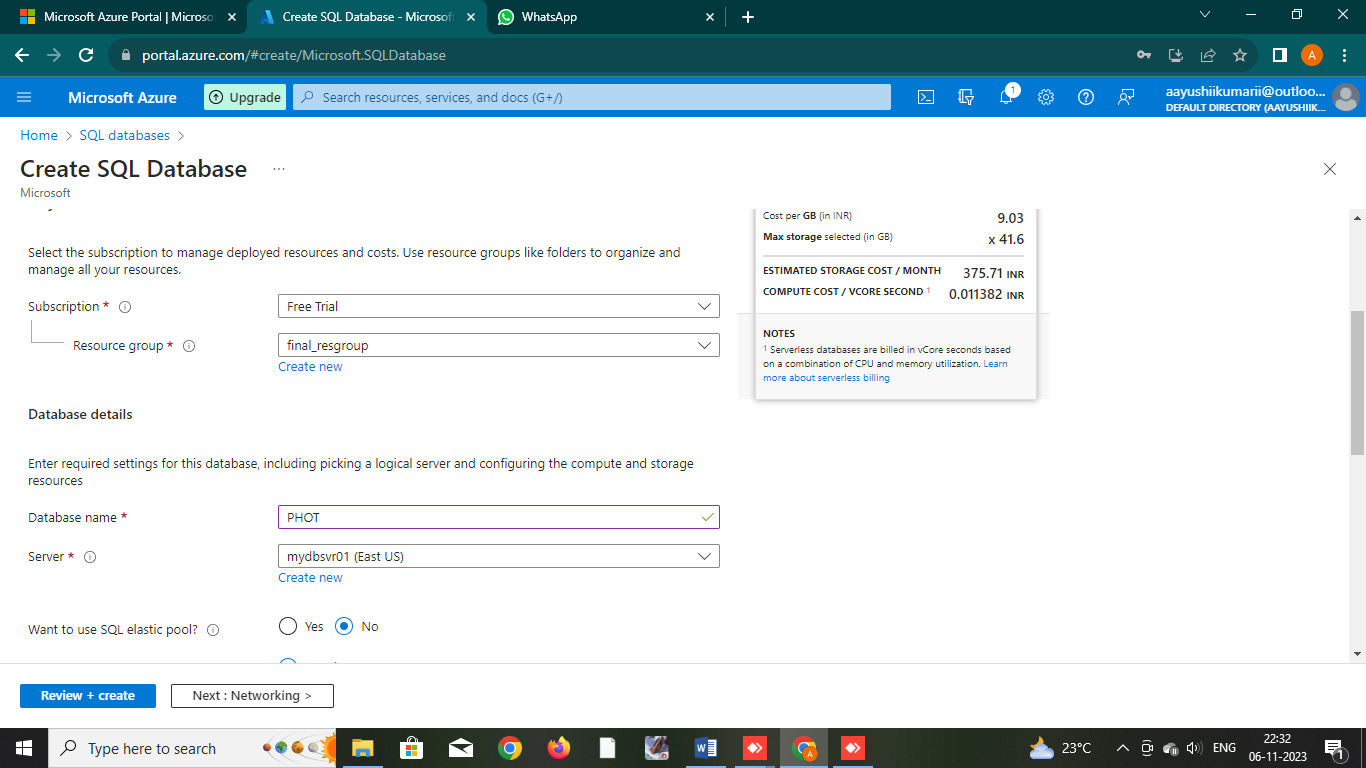 Microsoft Azure Portal | Microso
Create SQL Database - Microsoft
WhatsApp
portal.azure.com/#create/Microsoft.SQLDatabase
A
Microsoft Azure
Upgrade
Search resources, services, and docs (G+/)
1
aayushiikumarii@outloo...
DEFAULT DIRECTORY (AAYUSHIIK...
Home > SQL databases >
Create SQL Database ...
Microsoft
Select the subscription to manage deployed resources and costs. Use resource groups like folders to organize and
manage all your resources.
Subscription *
Free Trial
Resource group *
final_resgroup
Create new
Database details
Enter required settings for this database, including picking a logical server and configuring the compute and storage
resources
Database name *
PHOT
Server *
mydbsvr01 (East US)
Create new
Want to use SQL elastic pool?
Yes
No
Cost per GB (in INR) 9.03
Max storage selected (in GB) x 41.6
ESTIMATED STORAGE COST / MONTH 375.71 INR
COMPUTE COST / VCORE SECOND 1 0.011382 INR
NOTES
1 Serverless databases are billed in vCore seconds based
on a combination of CPU and memory utilization. Learn
more about serverless billing
Review + create
Next : Networking >
Type here to search
23°C
ENG
22:32
06-11-2023
1